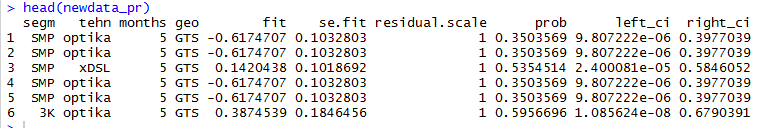 > head(newdata_pr)
segm tehn months geo fit se.fit residual.scale prob left_ci right_ci
1 SMP optika 5 GTS -0.6174707 0.1032803 1 0.3503569 9.807222e-06 0.3977039
2 SMP optika 5 GTS -0.6174707 0.1032803 1 0.3503569 9.807222e-06 0.3977039
3 SMP xDSL 5 GTS 0.1420438 0.1018692 1 0.5354514 2.400081e-05 0.5846052
4 SMP optika 5 GTS -0.6174707 0.1032803 1 0.3503569 9.807222e-06 0.3977039
5 SMP optika 5 GTS -0.6174707 0.1032803 1 0.3503569 9.807222e-06 0.3977039
6 3K optika 5 GTS 0.3874539 0.1846456 1 0.5956696 1.085624e-08 0.6790391
>